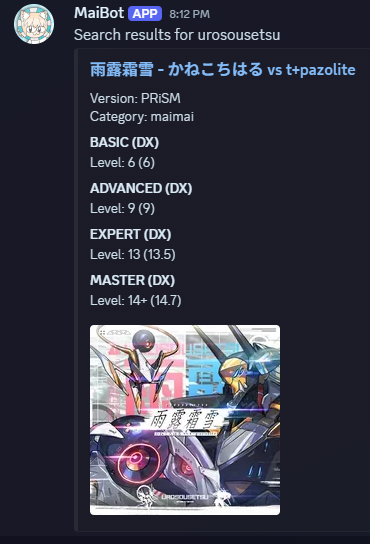 MaiBot APP 8:12 PM
Search results for urosousetsu
雨露霜雪 - かねこちはる vs t+pazolite
Version: PRiSM
Category: maimai
BASIC (DX)
Level: 6 (6)
ADVANCED (DX)
Level: 9 (9)
EXPERT (DX)
Level: 13 (13.5)
MASTER (DX)
Level: 14+ (14.7)
雨露霜雪
UROSOUSETSU